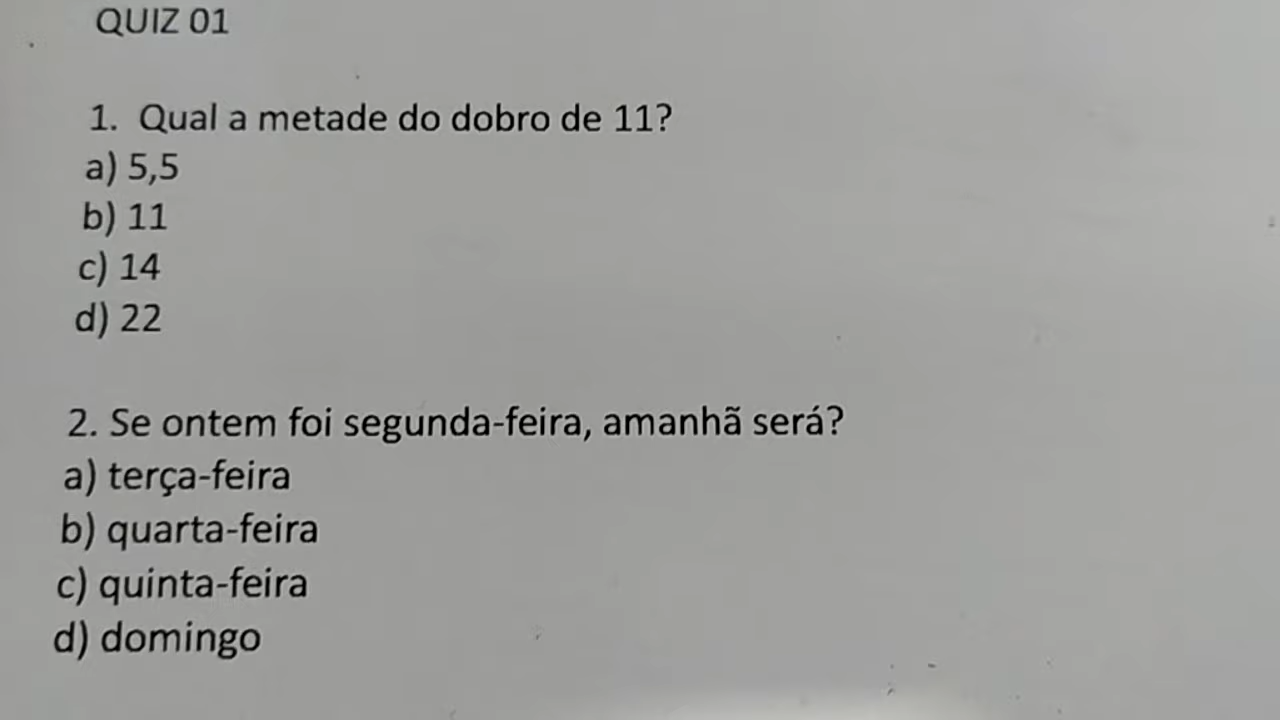 QUIZ 01
1. Qual a metade do dobro de 11?
a) 5,5
b) 11
c) 14
d) 22
2. Se ontem foi segunda-feira, amanhã será?
a) terça-feira
b) quarta-feira
c) quinta-feira
d) domingo